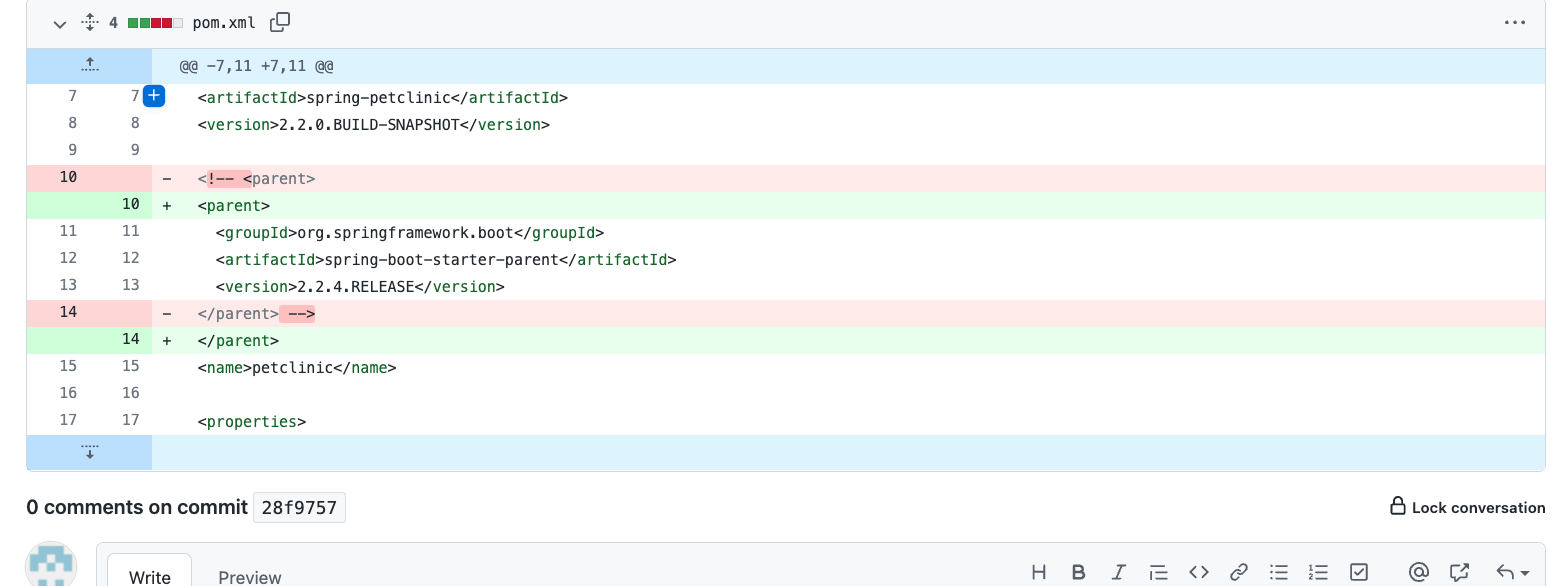 4 pom.xml
@@ -7,11 +7,11 @@
7 7 <artifactId>spring-petclinic</artifactId>
8 8 <version>2.2.0.BUILD-SNAPSHOT</version>
9 9
10 - <!-- <parent>
10 + <parent>
11 11 <groupId>org.springframework.boot</groupId>
12 12 <artifactId>spring-boot-starter-parent</artifactId>
13 13 <version>2.2.4.RELEASE</version>
14 - </parent> -->
14 + </parent>
15 15 <name>petclinic</name>
16 16
17 17 <properties>
0 comments on commit 28f9757
Lock conversation
Write Preview